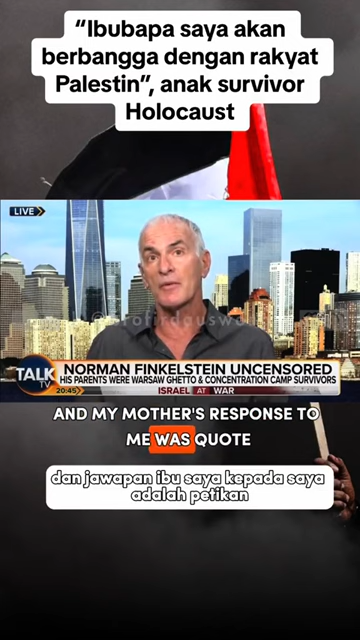 “Ibubapa saya akan
berbangga dengan rakyat
Palestin”, anak survivor
Holocaust
LIVE
TALK
TV
20:45
NORMAN FINKELSTEIN UNCENSORED
HIS PARENTS WERE WARSAW GHETTO & CONCENTRATION CAMP SURVIVORS
ISRAEL AT WAR
AND MY MOTHER'S RESPONSE TO
ME WAS QUOTE
dan jawapan ibu saya kepada saya
adalah petikan